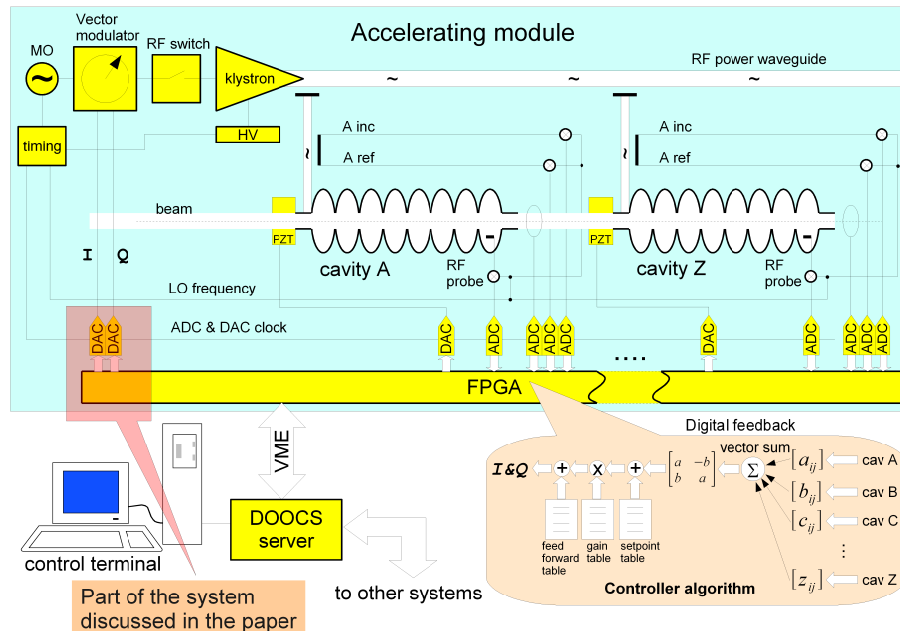 Accelerating module
Vector
modulator
MO
RF switch
~
klystron
RF power waveguide
~
~
~
timing
HV
A inc
A ref
~
A inc
A ref
~
beam
FZT
PZT
I Q
cavity A
RF
probe
cavity Z
RF
probe
LO frequency
ADC & DAC clock
DAC
DAC
DAC
ADC
ADC
ADC
ADC
....
DAC
ADC
ADC
ADC
ADC
FPGA
VME
Digital feedback
vector sum
I&Q
+
x
+
a -b
b a
Σ
[a_ij]
cav A
[b_ij]
cav B
[c_ij]
cav C
⋮
[z_ij]
cav Z
feed
forward
table
gain
table
setpoint
table
Controller algorithm
control terminal
DOOCS
server
to other systems
Part of the system
discussed in the paper